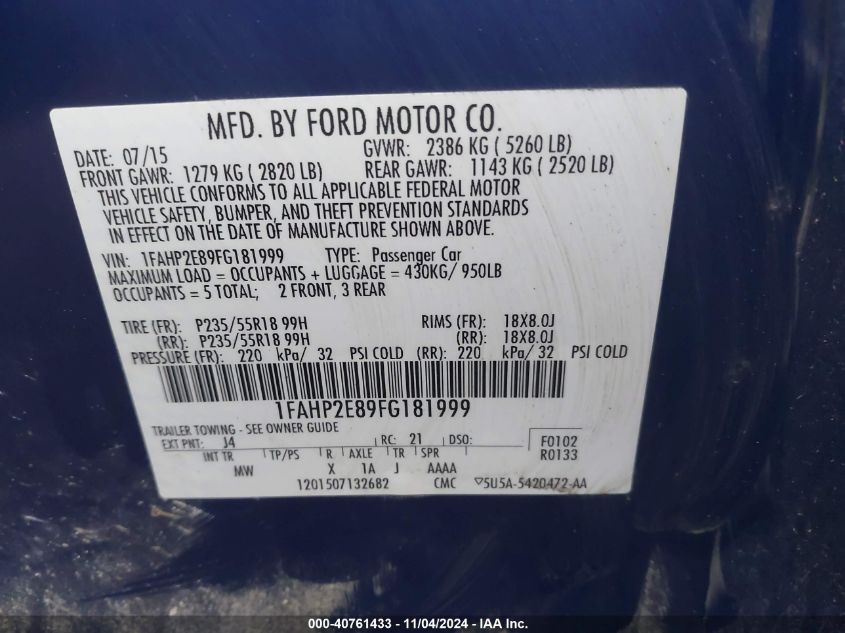 MFD. BY FORD MOTOR CO.
DATE: 07/15 GVWR: 2386 KG ( 5260 LB)
FRONT GAWR: 1279 KG ( 2820 LB) REAR GAWR: 1143 KG ( 2520 LB)
THIS VEHICLE CONFORMS TO ALL APPLICABLE FEDERAL MOTOR
VEHICLE SAFETY, BUMPER, AND THEFT PREVENTION STANDARDS
IN EFFECT ON THE DATE OF MANUFACTURE SHOWN ABOVE.
VIN: 1FAHP2E89FG181999 TYPE: Passenger Car
MAXIMUM LOAD = OCCUPANTS + LUGGAGE = 430KG/ 950LB
OCCUPANTS = 5 TOTAL; 2 FRONT, 3 REAR
TIRE (FR): P235/55R18 99H RIMS (FR): 18X8.0J
(RR): P235/55R18 99H (RR): 18X8.0J
PRESSURE (FR): 220 kPa/ 32 PSI COLD (RR): 220 kPa/ 32 PSI COLD
1FAHP2E89FG181999
TRAILER TOWING - SEE OWNER GUIDE
EXT PNT: J4 RC: 21 DSO: F0102
R0133
INT TR TP/PS R AXLE TR SPR
MW X 1A J AAAA
1201507132682 CMC ▽5U5A-5420472-AA
000-40761433 - 11/04/2024 - IAA Inc.